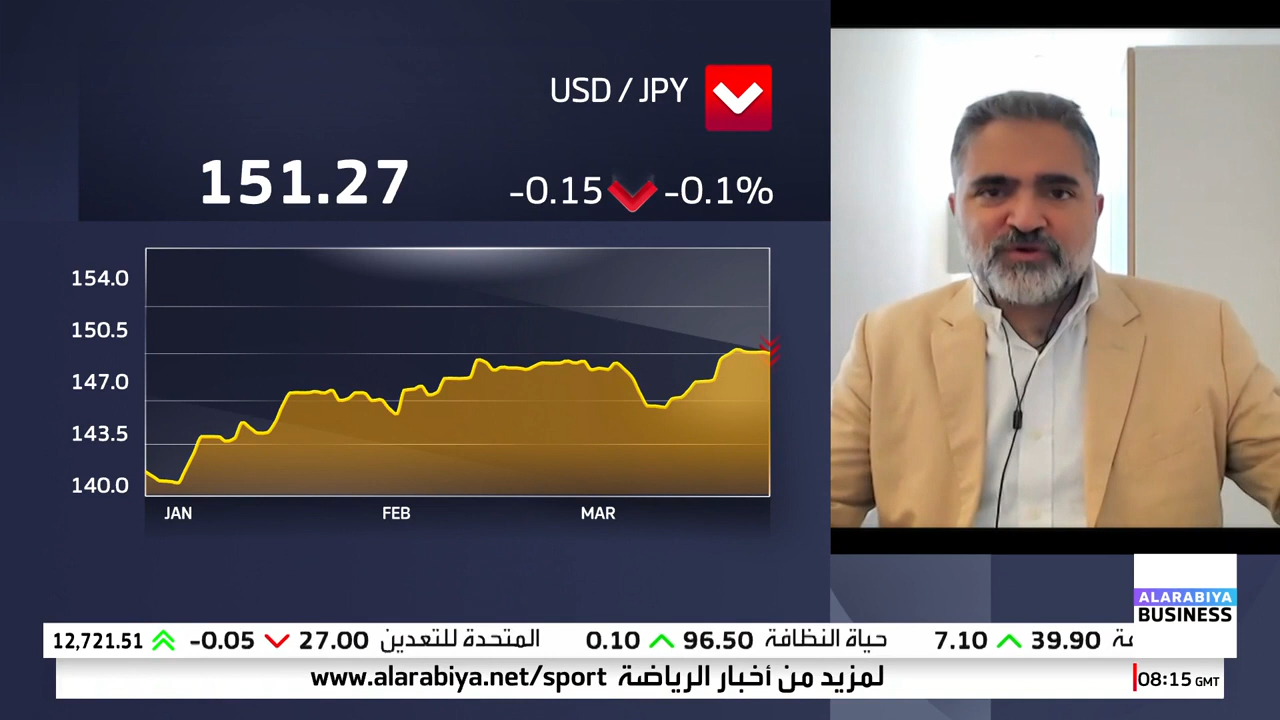 USD / JPY
151.27
-0.15 -0.1%
154.0
150.5
147.0
143.5
140.0
JAN FEB MAR
ALARABIYA
BUSINESS
7.10 39.90 ﻤﺔ
حياة النظافة 96.50 0.10
المتحدة للتعدين 27.00 -0.05
12,721.51
لمزيد من أخبار الرياضة www.alarabiya.net/sport
08:15 GMT